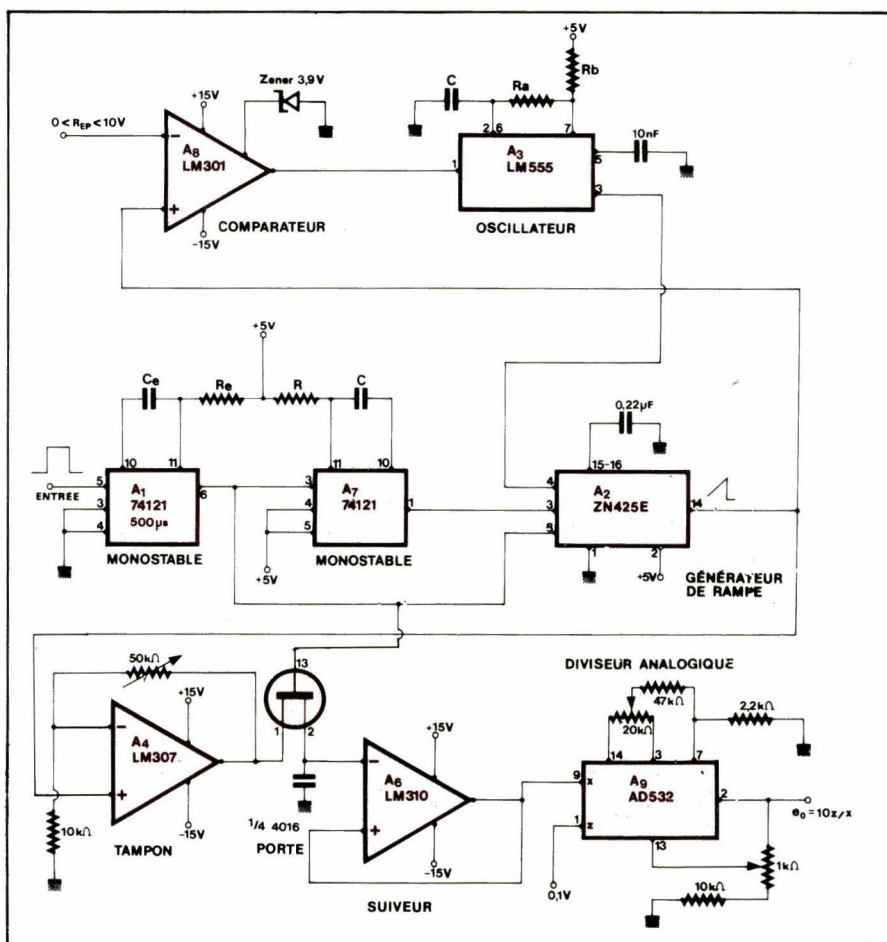 Zener 3,9V
+15V
0 < R_EP < 10V
A8
LM301
-15V
COMPARATEUR
+5V
Rb
C
Ra
2 6
7
A3
LM555
1
5
3
10nF
OSCILLATEUR
+5V
Ce
Re
R
C
10
11
ENTRÉE
5
3
4
A1
74121
500µs
6
MONOSTABLE
11
10
3
4
5
A7
74121
1
+5V
MONOSTABLE
0,22µF
15-16
4
3
A2
ZN425E
14
1
2
+5V
GÉNÉRATEUR
DE RAMPE
50kΩ
+15V
A4
LM307
-15V
10kΩ
TAMPON
13
1
2
1/4 4016
PORTE
+15V
A6
LM310
-15V
SUIVEUR
DIVISEUR ANALOGIQUE
47kΩ
20kΩ
2,2kΩ
14
3
7
9
x
1
z
A9
AD532
2
13
e0 = 10z/x
0,1V
1kΩ
10kΩ